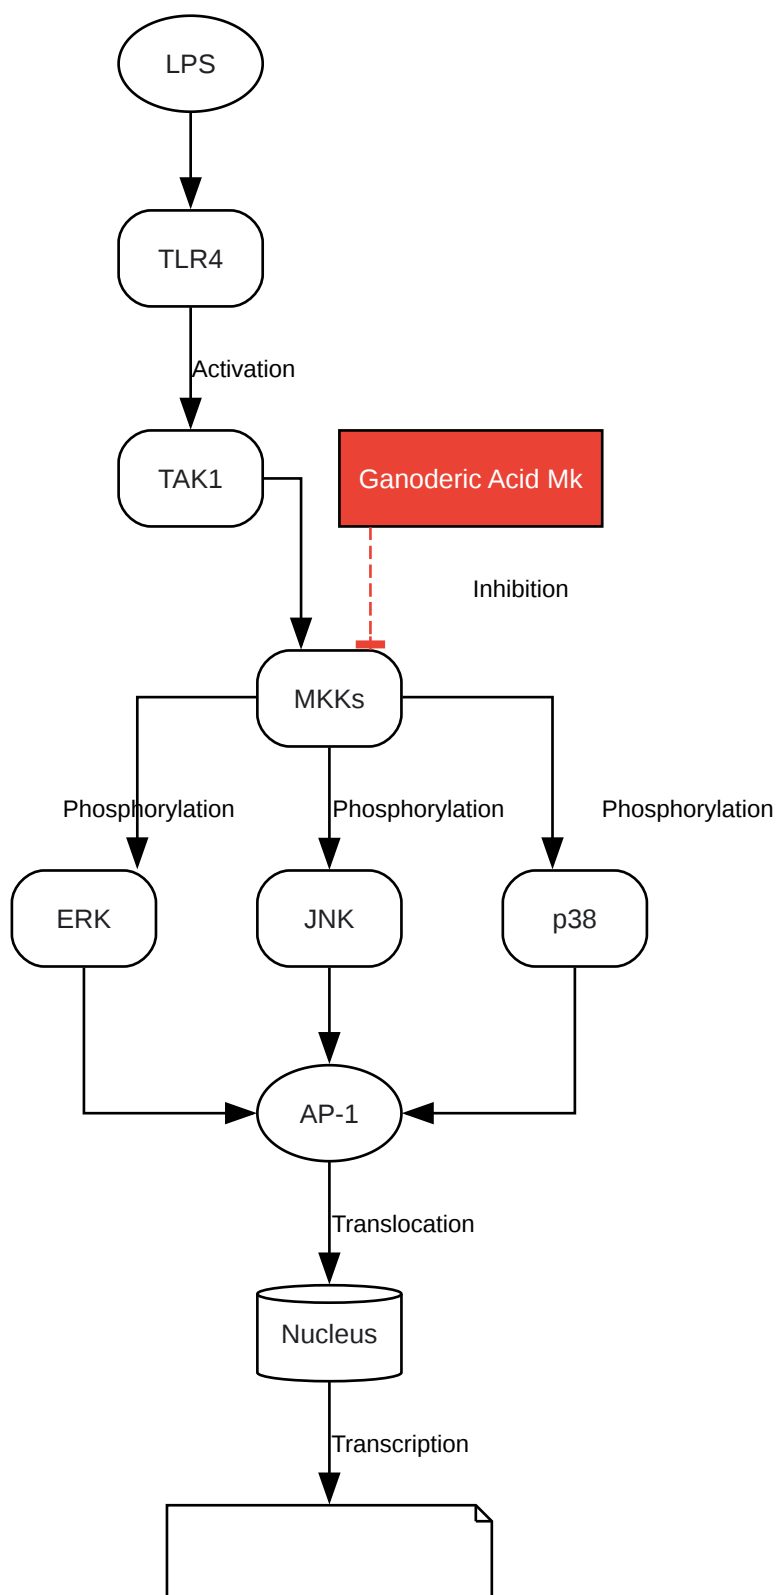 LPS
TLR4
Activation
TAK1
Ganoderic Acid Mk
Inhibition
MKKs
Phosphorylation
Phosphorylation
Phosphorylation
ERK
JNK
p38
AP-1
Translocation
Nucleus
Transcription